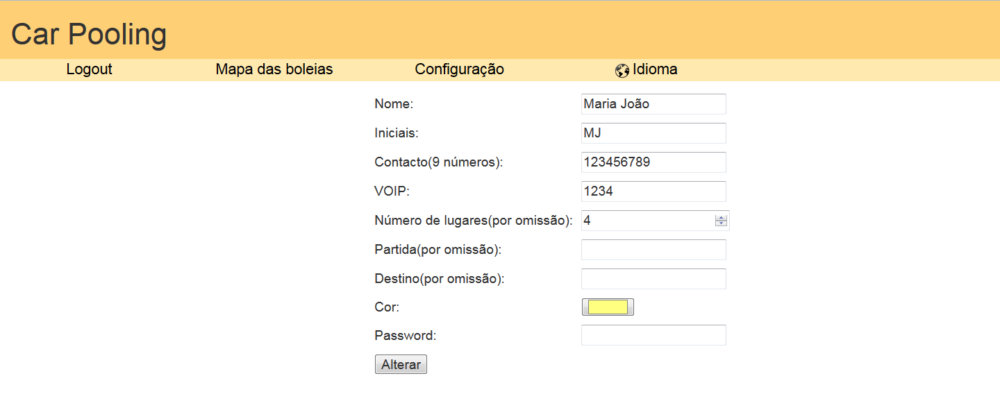 Car Pooling
Logout Mapa das boleias Configuração Idioma
Nome: Maria João
Iniciais: MJ
Contacto(9 números): 123456789
VOIP: 1234
Número de lugares(por omissão): 4
Partida(por omissão):
Destino(por omissão):
Cor:
Password:
Alterar